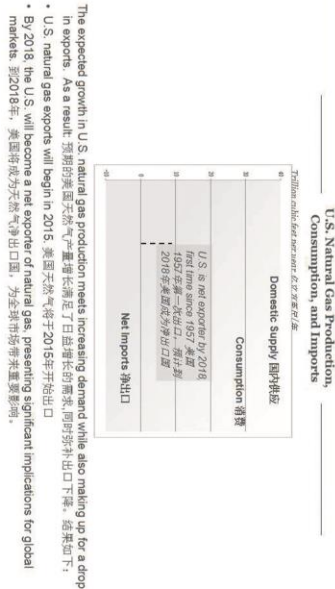 U.S. Natural Gas Production,
Consumption, and Imports
Trillion cubic feet per year
Domestic Supply 国内供应
Consumption 消费
U.S. is net exporter by 2018
first time since 1957 美国
1957年第一次出口,预计到
2018年美国成为净出口国
Net Imports 净出口
40
30
20
10
0
-10
The expected growth in U.S. natural gas production meets increasing demand while also making up for a drop
in exports. As a result: 预期的美国天然气产量增长满足了日益增长的需求,同时弥补出口下降。结果如下:
• U.S. natural gas exports will begin in 2015. 美国天然气将于2015年开始出口
• By 2018, the U.S. will become a net exporter of natural gas, presenting significant implications for global
markets. 到2018年,美国将成为天然气净出口国,为全球市场带来重要影响。